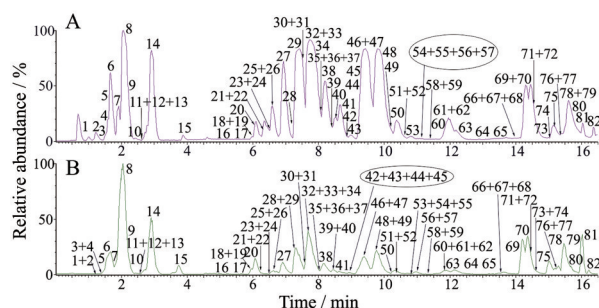 A
Relative abundance / %
100
50
0
1 2 3 4 5 6 7 8 9 10 11+12+13 14 15 16 17
18+19 20 21+22 23+24 25+26 27 28 29 30+31 32+33 34 35+36+37 38 39 40 41 42 43 44 45
46+47 48 49 50 51+52 53 54+55+56+57 58+59 60 61+62 63 64 65
66+67+68 69+70 71+72 73 74 75 76+77 78+79 80 81 82
2 4 6 8 10 12 14 16
B
100
50
0
1+2 3+4 5 6 7 8 9 10 11+12+13 14 15 16 17
18+19 20 21+22 23+24 25+26 27 28+29 30+31 32+33+34 35+36+37 38 39+40 41
42+43+44+45 46+47 48+49 50 51+52 53+54+55 56+57 58+59 60+61+62 63 64 65
66+67+68 69 70 71+72 73+74 75 76+77 78 79 80 81 82
2 4 6 8 10 12 14 16
Time / min